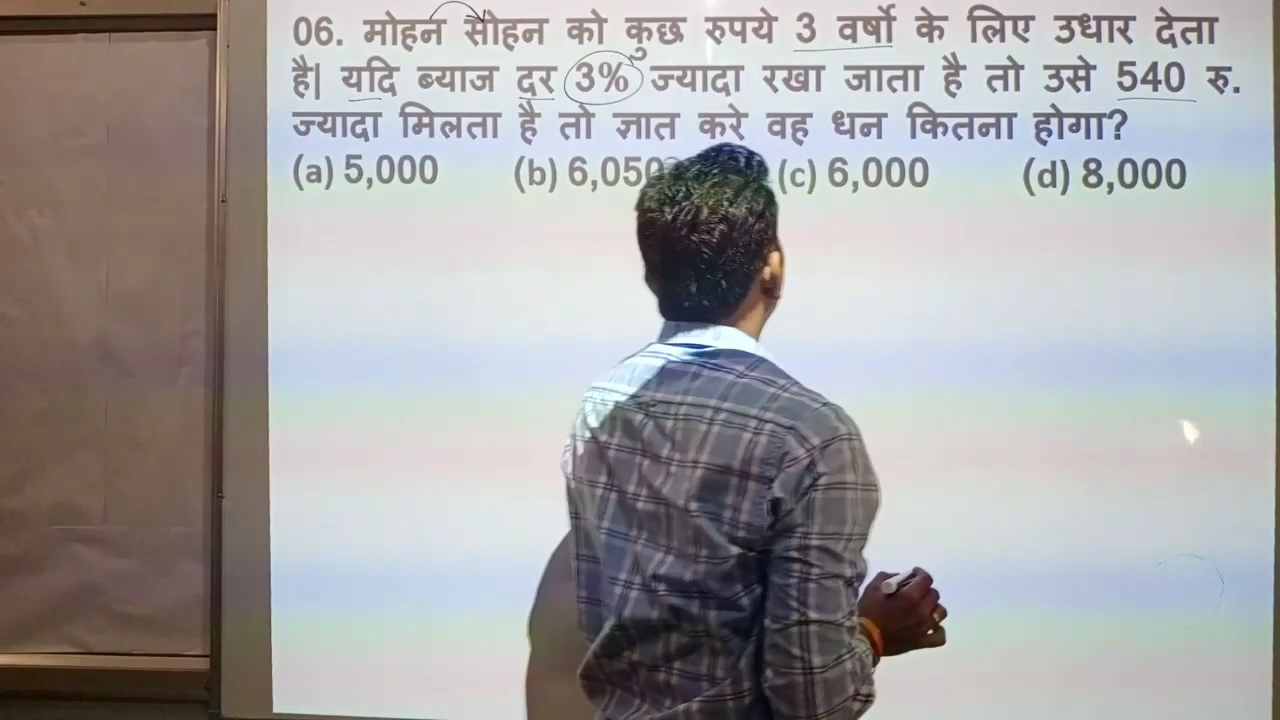 06. मोहन सोहन को कुछ रुपये 3 वर्षो के लिए उधार देता
है| यदि ब्याज दर 3% ज्यादा रखा जाता है तो उसे 540 रु.
ज्यादा मिलता है तो ज्ञात करे वह धन कितना होगा?
(a) 5,000 (b) 6,050 (c) 6,000 (d) 8,000